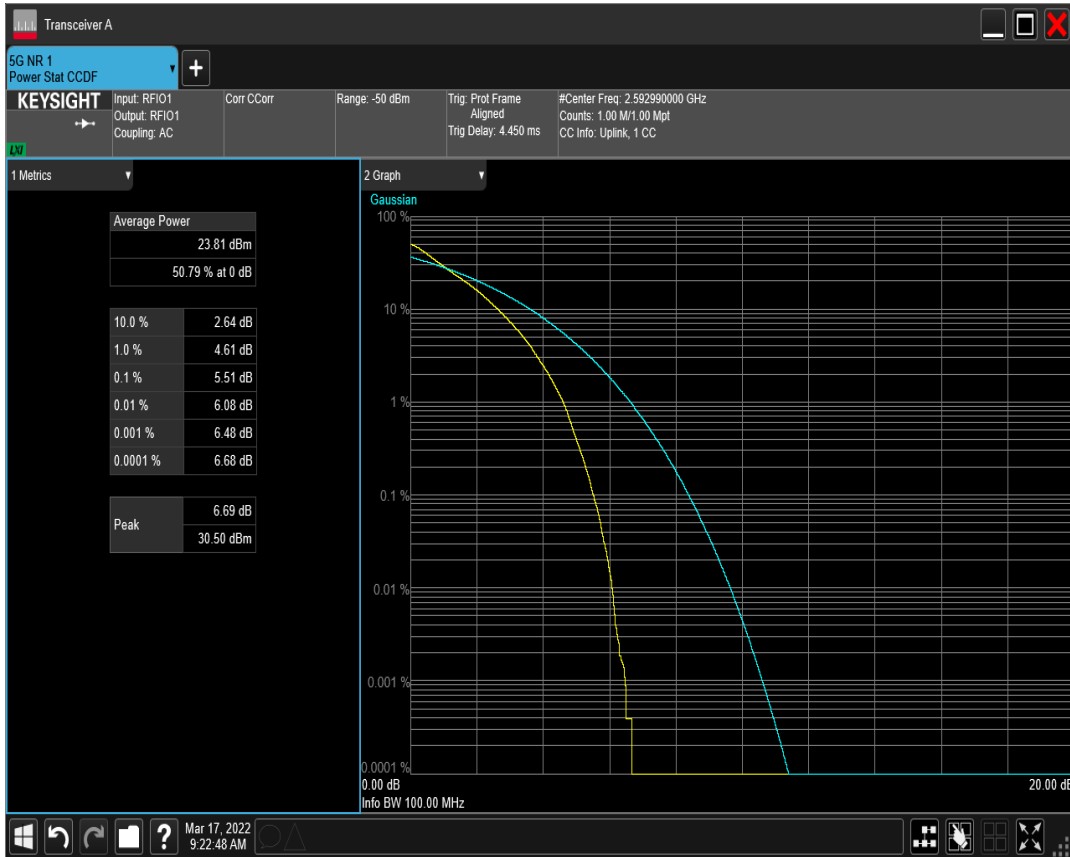 Transceiver A
5G NR 1
Power Stat CCDF
+
KEYSIGHT
LXI
Input: RFIO1
Output: RFIO1
Coupling: AC
Corr CCorr
Range: -50 dBm
Trig: Prot Frame
Aligned
Trig Delay: 4.450 ms
#Center Freq: 2.592990000 GHz
Counts: 1.00 M/1.00 Mpt
CC Info: Uplink, 1 CC
1 Metrics
Average Power
23.81 dBm
50.79 % at 0 dB
10.0 % 2.64 dB
1.0 % 4.61 dB
0.1 % 5.51 dB
0.01 % 6.08 dB
0.001 % 6.48 dB
0.0001 % 6.68 dB
Peak
6.69 dB
30.50 dBm
2 Graph
Gaussian
100 %
10 %
1 %
0.1 %
0.01 %
0.001 %
0.0001 %
0.00 dB 20.00 dB
Info BW 100.00 MHz
?
Mar 17, 2022
9:22:48 AM